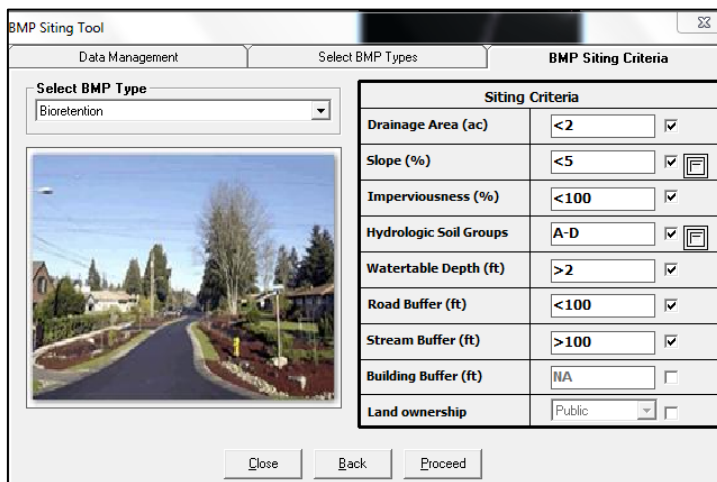 BMP Siting Tool
Data Management
Select BMP Types
BMP Siting Criteria
Select BMP Type
Bioretention
Siting Criteria
Drainage Area (ac) <2
Slope (%) <5
Imperviousness (%) <100
Hydrologic Soil Groups A-D
Watertable Depth (ft) >2
Road Buffer (ft) <100
Stream Buffer (ft) >100
Building Buffer (ft) NA
Land ownership Public
Close Back Proceed